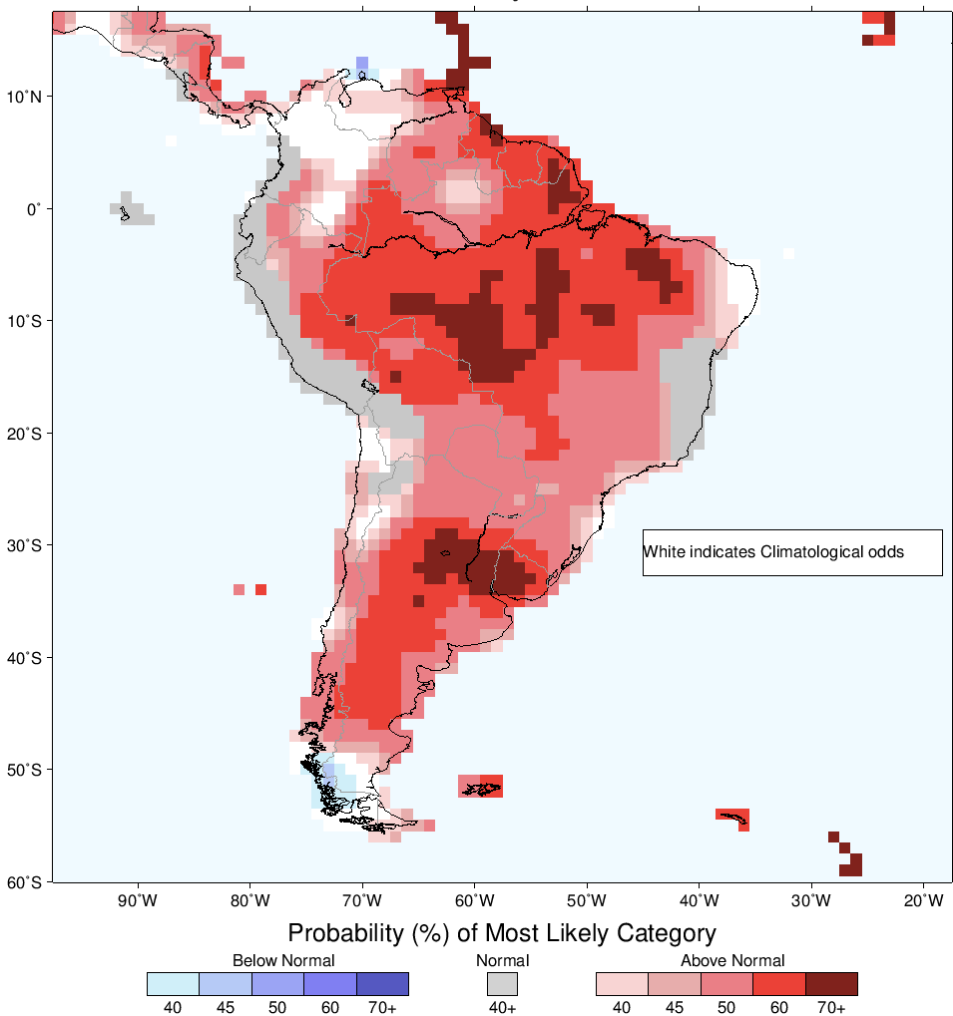 10˚N
0˚
10˚S
20˚S
30˚S
White indicates Climatological odds
40˚S
50˚S
60˚S
90˚W 80˚W 70˚W 60˚W 50˚W 40˚W 30˚W 20˚W
Probability (%) of Most Likely Category
Below Normal Normal Above Normal
40 45 50 60 70+ 40+ 40 45 50 60 70+